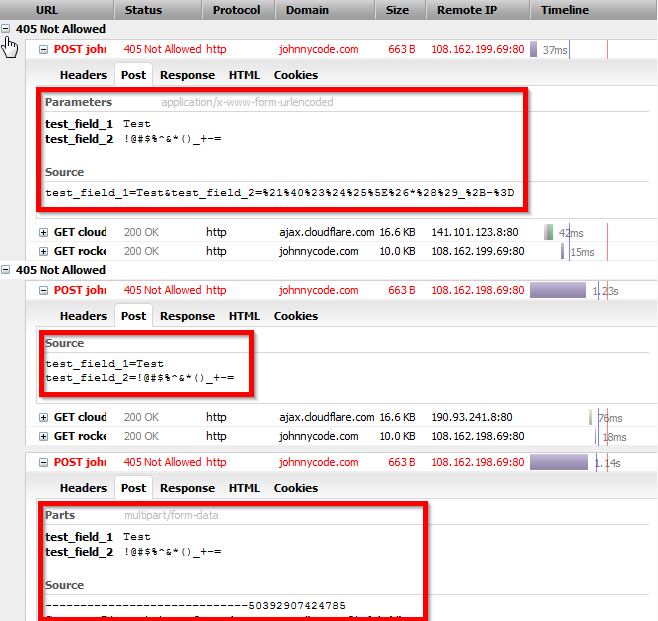 URL Status Protocol Domain Size Remote IP Timeline
405 Not Allowed
POST john 405 Not Allowed http johnnycode.com 663 B 108.162.199.69:80 37ms
Headers Post Response HTML Cookies
Parameters application/x-www-form-urlencoded
test_field_1 Test
test_field_2 !@#$%^&*()_+-=
Source
test_field_1=Test&test_field_2=%21%40%23%24%25%5E%26*%28%29_%2B-%3D
GET cloud 200 OK http ajax.cloudflare.com 16.6 KB 141.101.123.8:80 42ms
GET rocke 200 OK http johnnycode.com 10.0 KB 108.162.199.69:80 15ms
405 Not Allowed
POST john 405 Not Allowed http johnnycode.com 663 B 108.162.198.69:80 1.23s
Headers Post Response HTML Cookies
Source
test_field_1=Test
test_field_2=!@#$%^&*()_+-=
GET cloud 200 OK http ajax.cloudflare.com 16.6 KB 190.93.241.8:80 76ms
GET rocke 200 OK http johnnycode.com 10.0 KB 108.162.198.69:80 18ms
POST john 405 Not Allowed http johnnycode.com 663 B 108.162.198.69:80 1.14s
Headers Post Response HTML Cookies
Parts multipart/form-data
test_field_1 Test
test_field_2 !@#$%^&*()_+-=
Source
-----------------------------50392907424785